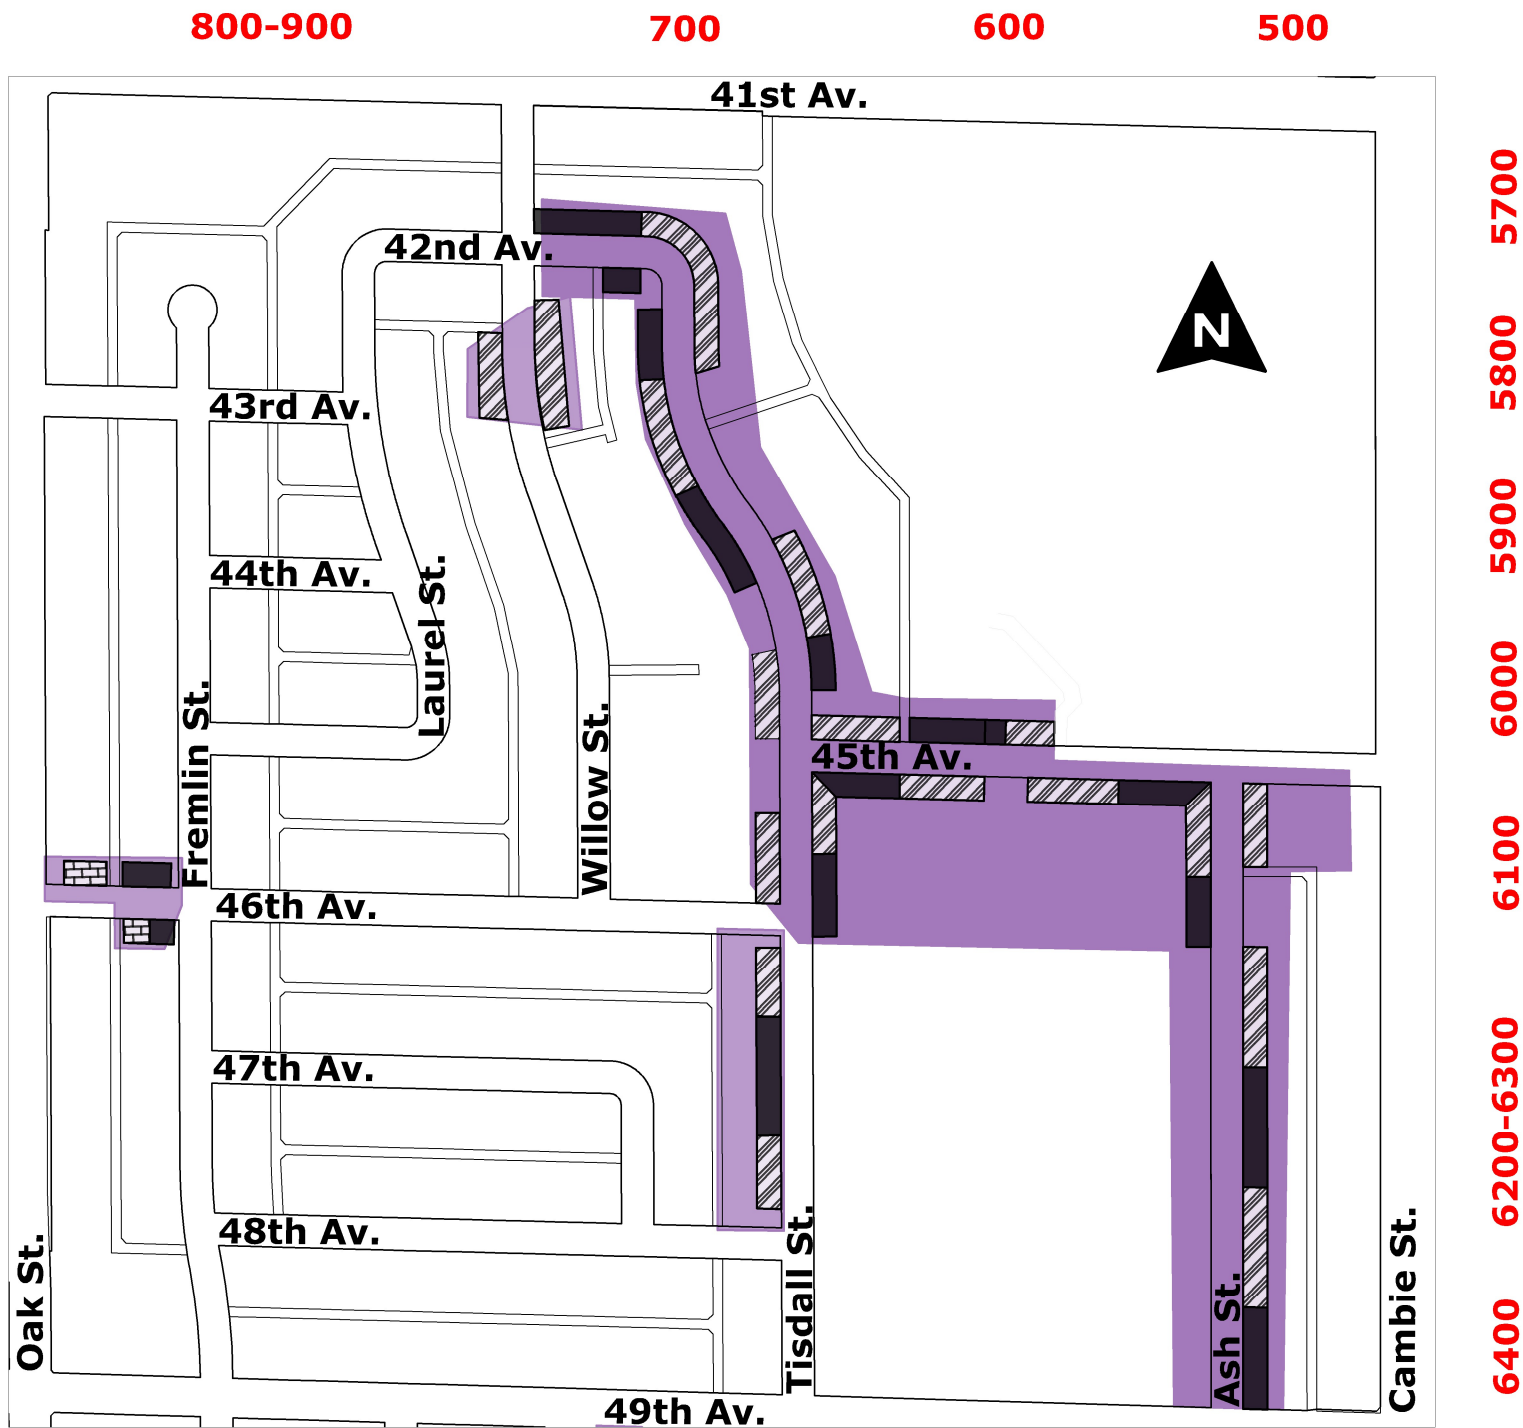 800-900
700
600
500
41st Av.
5700
42nd Av.
N
5800
43rd Av.
5900
44th Av.
Laurel St.
6000
Fremlin St.
Willow St.
45th Av.
6100
46th Av.
47th Av.
6200-6300
48th Av.
Oak St.
Tisdall St.
Ash St.
Cambie St.
6400
49th Av.